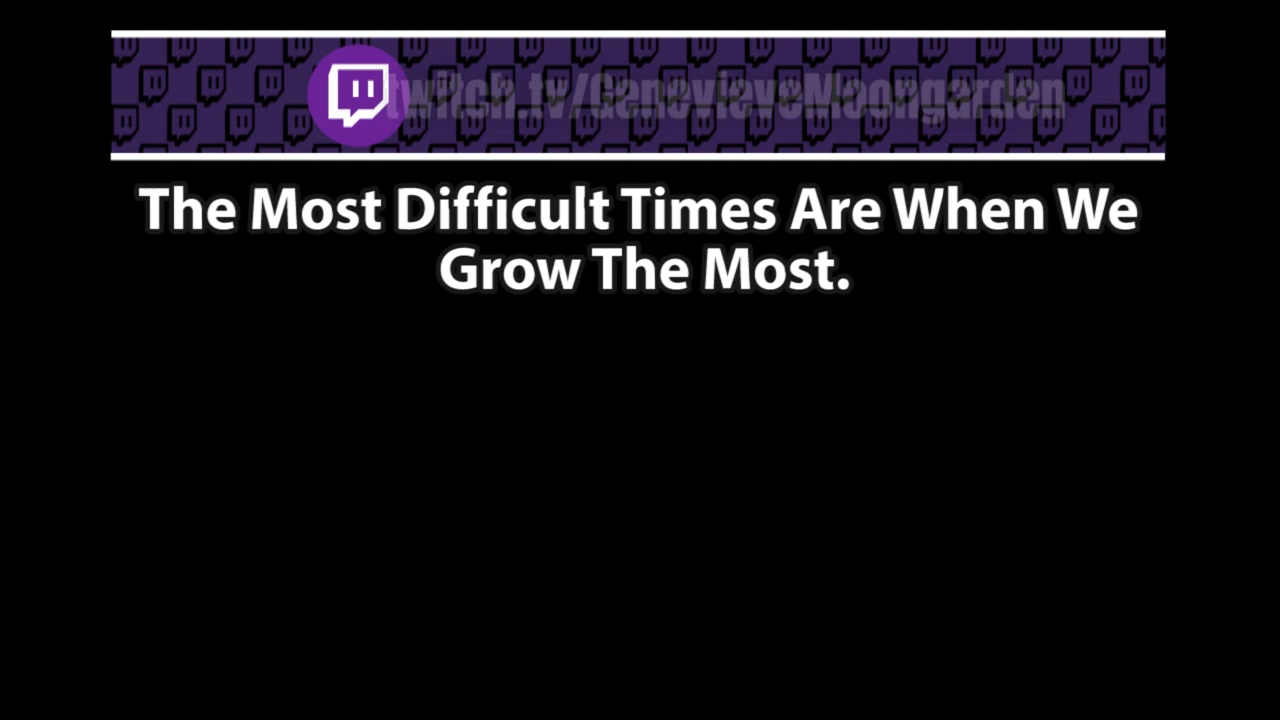 twitch.tv/GenevieveMoongarden
The Most Difficult Times Are When We
Grow The Most.